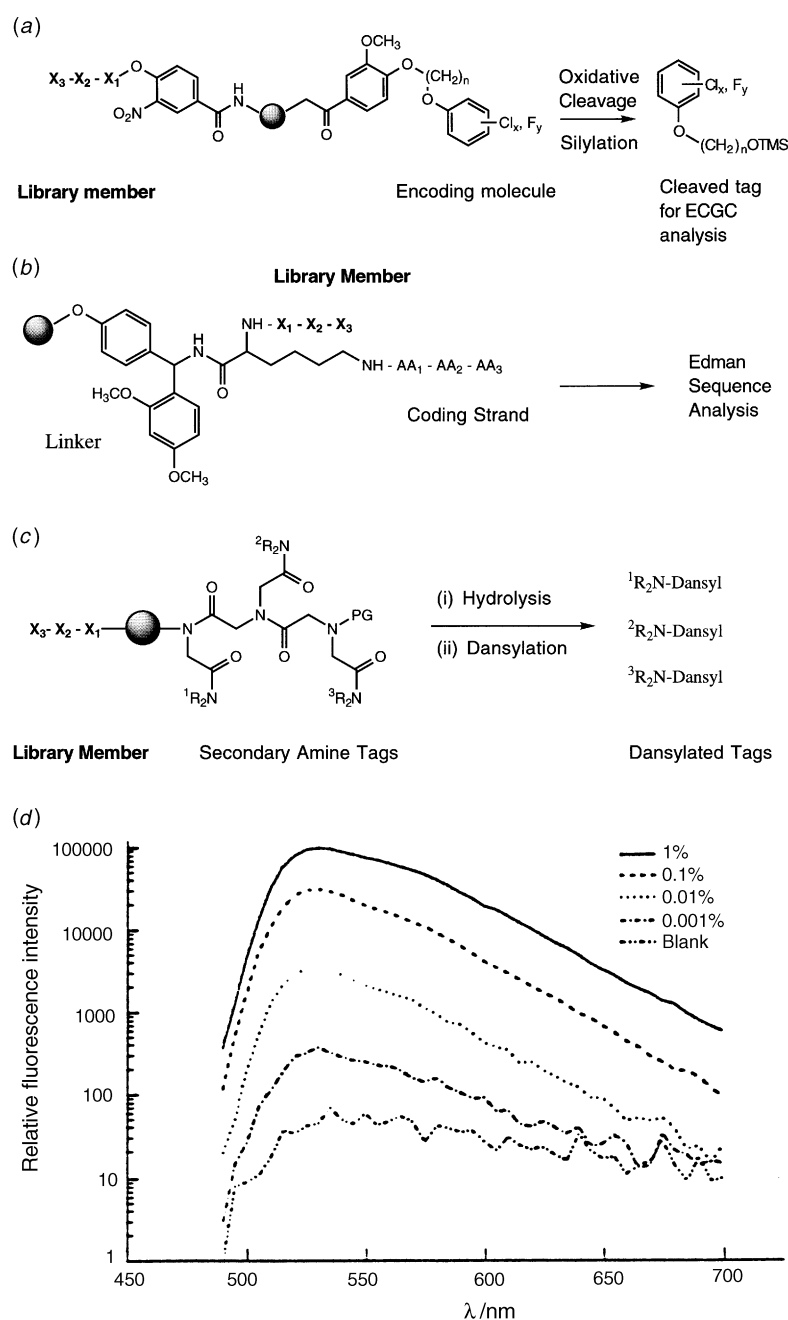 (a)
X3 -X2 - X1
O
O2N
O
H
N
O
OCH3
O
(CH2)n
O
Clx, Fy
Oxidative
Cleavage
Silylation
Clx, Fy
O
(CH2)nOTMS
Library member
Encoding molecule
Cleaved tag
for ECGC
analysis
(b)
Library Member
O
H
N
O
NH - X1 - X2 - X3
NH - AA1 - AA2 - AA3
H3CO
OCH3
Linker
Coding Strand
Edman
Sequence
Analysis
(c)
2R2N
O
O
X3- X2 - X1
N
N
O
N
PG
O
1R2N
O
3R2N
(i) Hydrolysis
(ii) Dansylation
1R2N-Dansyl
2R2N-Dansyl
3R2N-Dansyl
Library Member
Secondary Amine Tags
Dansylated Tags
(d)
Relative fluorescence intensity
100000
10000
1000
100
10
1
1%
0.1%
0.01%
0.001%
Blank
450
500
550
600
650
700
λ/nm